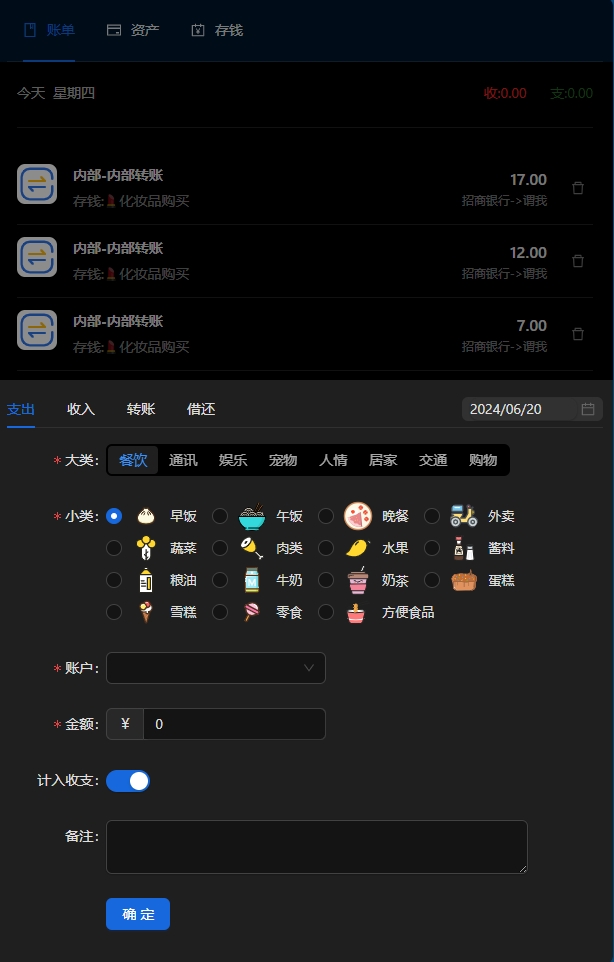 账单 资产 存钱
今天 星期四 收:0.00 支:0.00
内部-内部转账 17.00
存钱:💄化妆品购买 招商银行->谓我
内部-内部转账 12.00
存钱:💄化妆品购买 招商银行->谓我
内部-内部转账 7.00
存钱:💄化妆品购买 招商银行->谓我
支出 收入 转账 借还 2024/06/20
* 大类: 餐饮 通讯 娱乐 宠物 人情 居家 交通 购物
* 小类: 早饭 午饭 晚餐 外卖
蔬菜 肉类 水果 酱料
粮油 牛奶 奶茶 蛋糕
雪糕 零食 方便食品
* 账户:
* 金额: ¥ 0
计入收支:
备注:
确 定